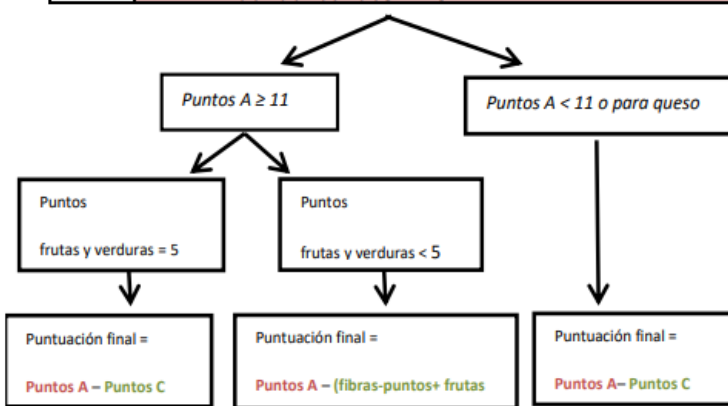 Puntos A ≥ 11
Puntos A < 11 o para queso
Puntos
frutas y verduras = 5
Puntos
frutas y verduras < 5
Puntuación final =
Puntos A – Puntos C
Puntuación final =
Puntos A – (fibras-puntos+ frutas
Puntuación final =
Puntos A– Puntos C